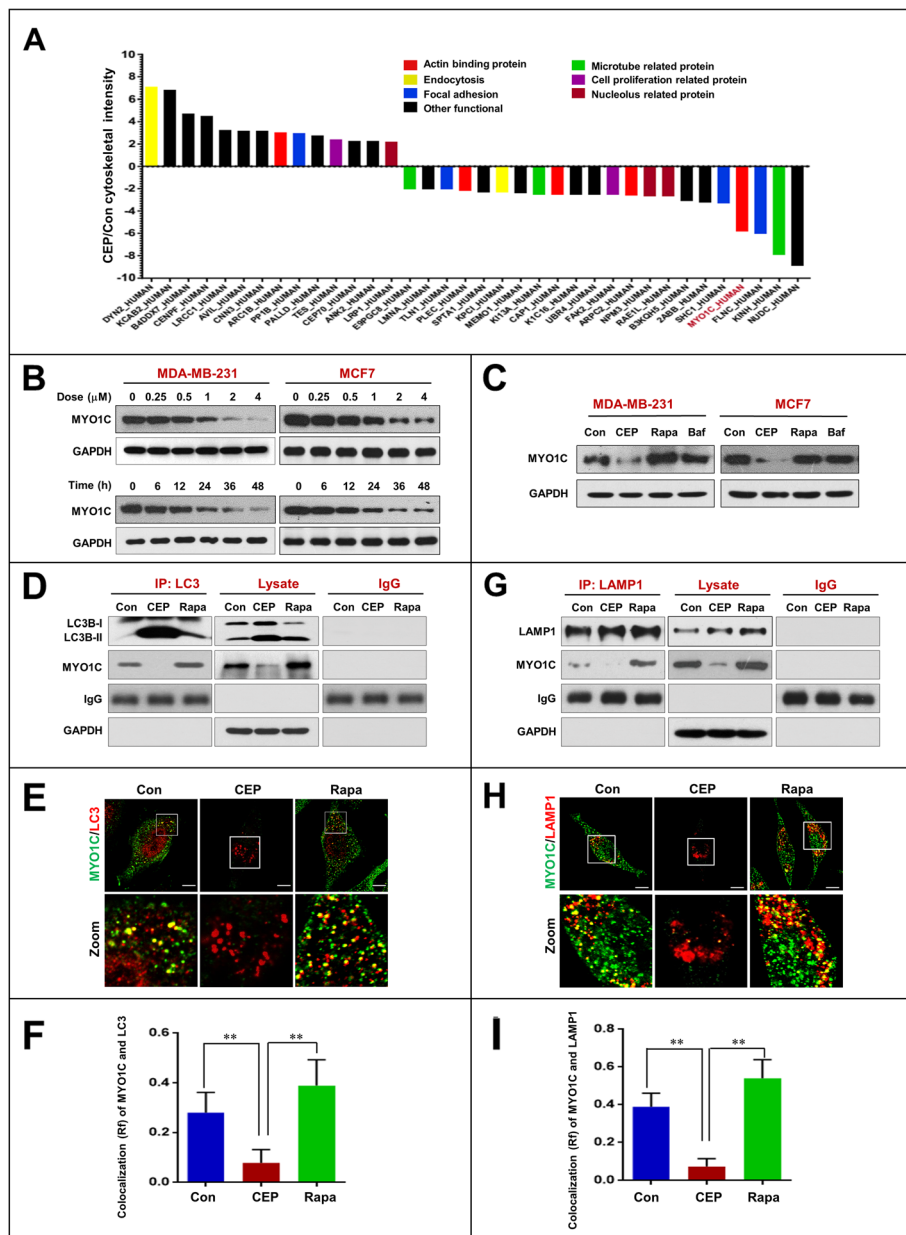 A
CEP/Con cytoskeletal intensity
10
8
6
4
2
0
-2
-4
-6
-8
-10
Actin binding protein
Endocytosis
Focal adhesion
Other functional
Microtube related protein
Cell proliferation related protein
Nucleolus related protein
DYN2_HUMAN
KCAB2_HUMAN
B4DDX7_HUMAN
CENPF_HUMAN
LRCC1_HUMAN
AVIL_HUMAN
CNN3_HUMAN
ARC1B_HUMAN
PP1B_HUMAN
PALLD_HUMAN
TES_HUMAN
CEP70_HUMAN
ANK2_HUMAN
LRP1_HUMAN
E9PGC8_HUMAN
LMNA_HUMAN
TLN1_HUMAN
PLEC_HUMAN
SPTA1_HUMAN
KPCI_HUMAN
MEMO1_HUMAN
KI13A_HUMAN
CAP1_HUMAN
K1C16_HUMAN
UBR4_HUMAN
FAK2_HUMAN
ARPC2_HUMAN
NPM3_HUMAN
RAE1L_HUMAN
B3KQH5_HUMAN
2ABB_HUMAN
SHC1_HUMAN
MYO1C_HUMAN
FLNC_HUMAN
KINH_HUMAN
NUDC_HUMAN
B
MDA-MB-231 MCF7
Dose (μM) 0 0.25 0.5 1 2 4 0 0.25 0.5 1 2 4
MYO1C
GAPDH
Time (h) 0 6 12 24 36 48 0 6 12 24 36 48
MYO1C
GAPDH
C
MDA-MB-231 MCF7
Con CEP Rapa Baf Con CEP Rapa Baf
MYO1C
GAPDH
D
IP: LC3 Lysate IgG
Con CEP Rapa Con CEP Rapa Con CEP Rapa
LC3B-I
LC3B-II
MYO1C
IgG
GAPDH
G
IP: LAMP1 Lysate IgG
Con CEP Rapa Con CEP Rapa Con CEP Rapa
LAMP1
MYO1C
IgG
GAPDH
E
Con CEP Rapa
MYO1C/LC3
Zoom
H
Con CEP Rapa
MYO1C/LAMP1
Zoom
F
Colocalization (Rf) of MYO1C and LC3
0.6
0.4
0.2
0.0
** **
Con CEP Rapa
I
Colocalization (Rf) of MYO1C and LAMP1
0.8
0.6
0.4
0.2
0.0
** **
Con CEP Rapa